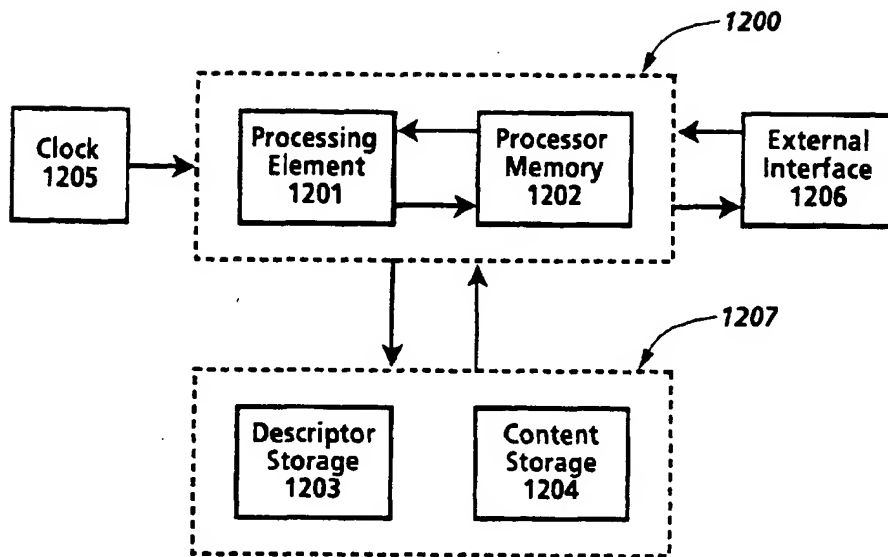 1200
Clock
1205
Processing
Element
1201
Processor
Memory
1202
External
Interface
1206
1207
Descriptor
Storage
1203
Content
Storage
1204